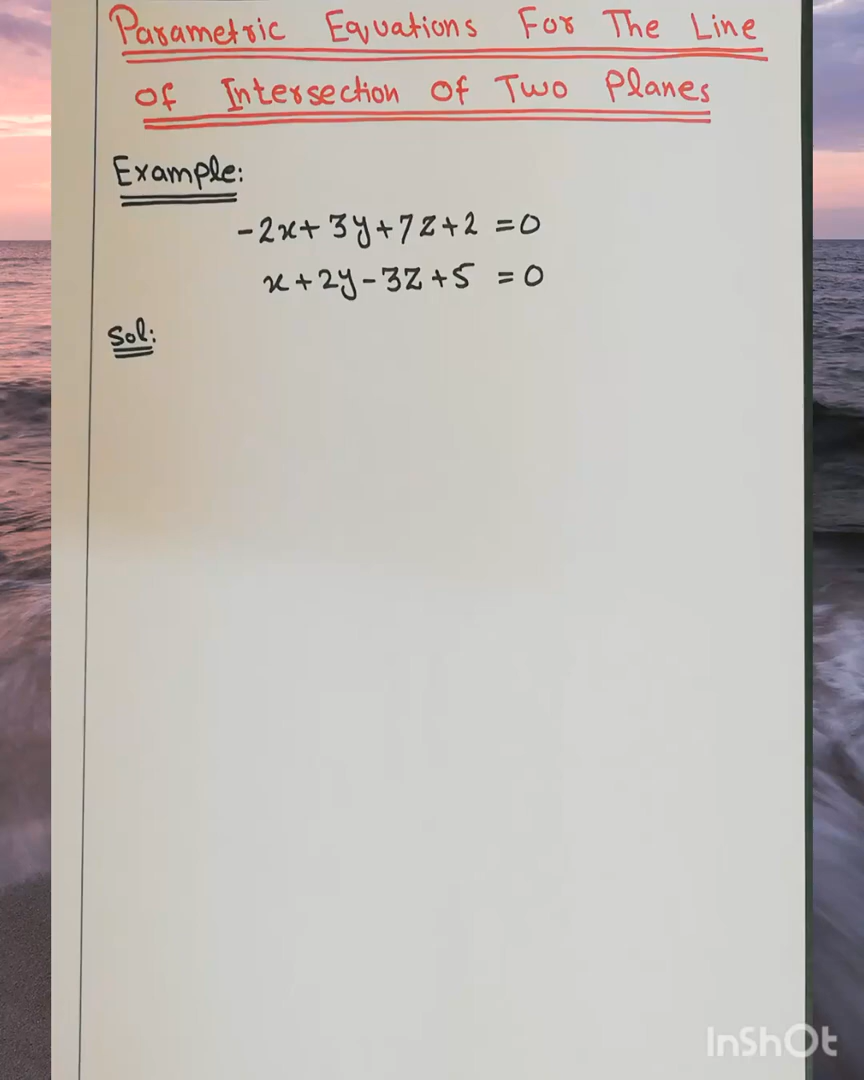 Parametric Equations For The Line
of Intersection Of Two Planes
Example:
-2x+3y+7z+2 =0
x+2y-3z+5 =0
Sol:
InShOt